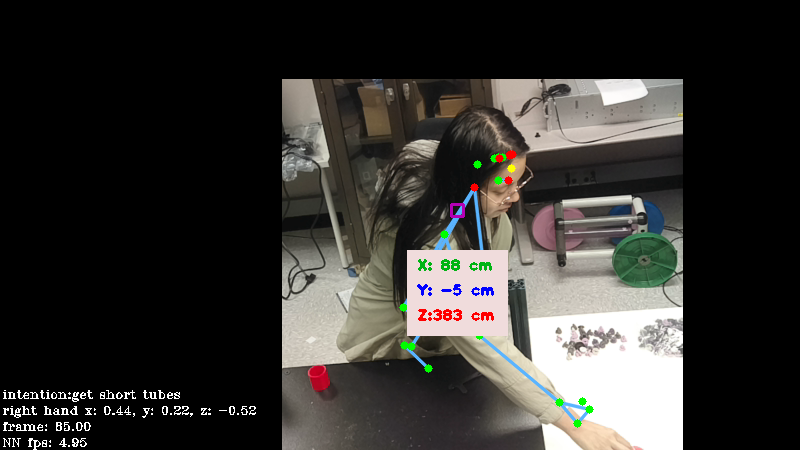 X: 88 cm
Y: -5 cm
Z:383 cm
intention:get short tubes
right hand x: 0.44, y: 0.22, z: -0.52
frame: 85.00
NN fps: 4.95